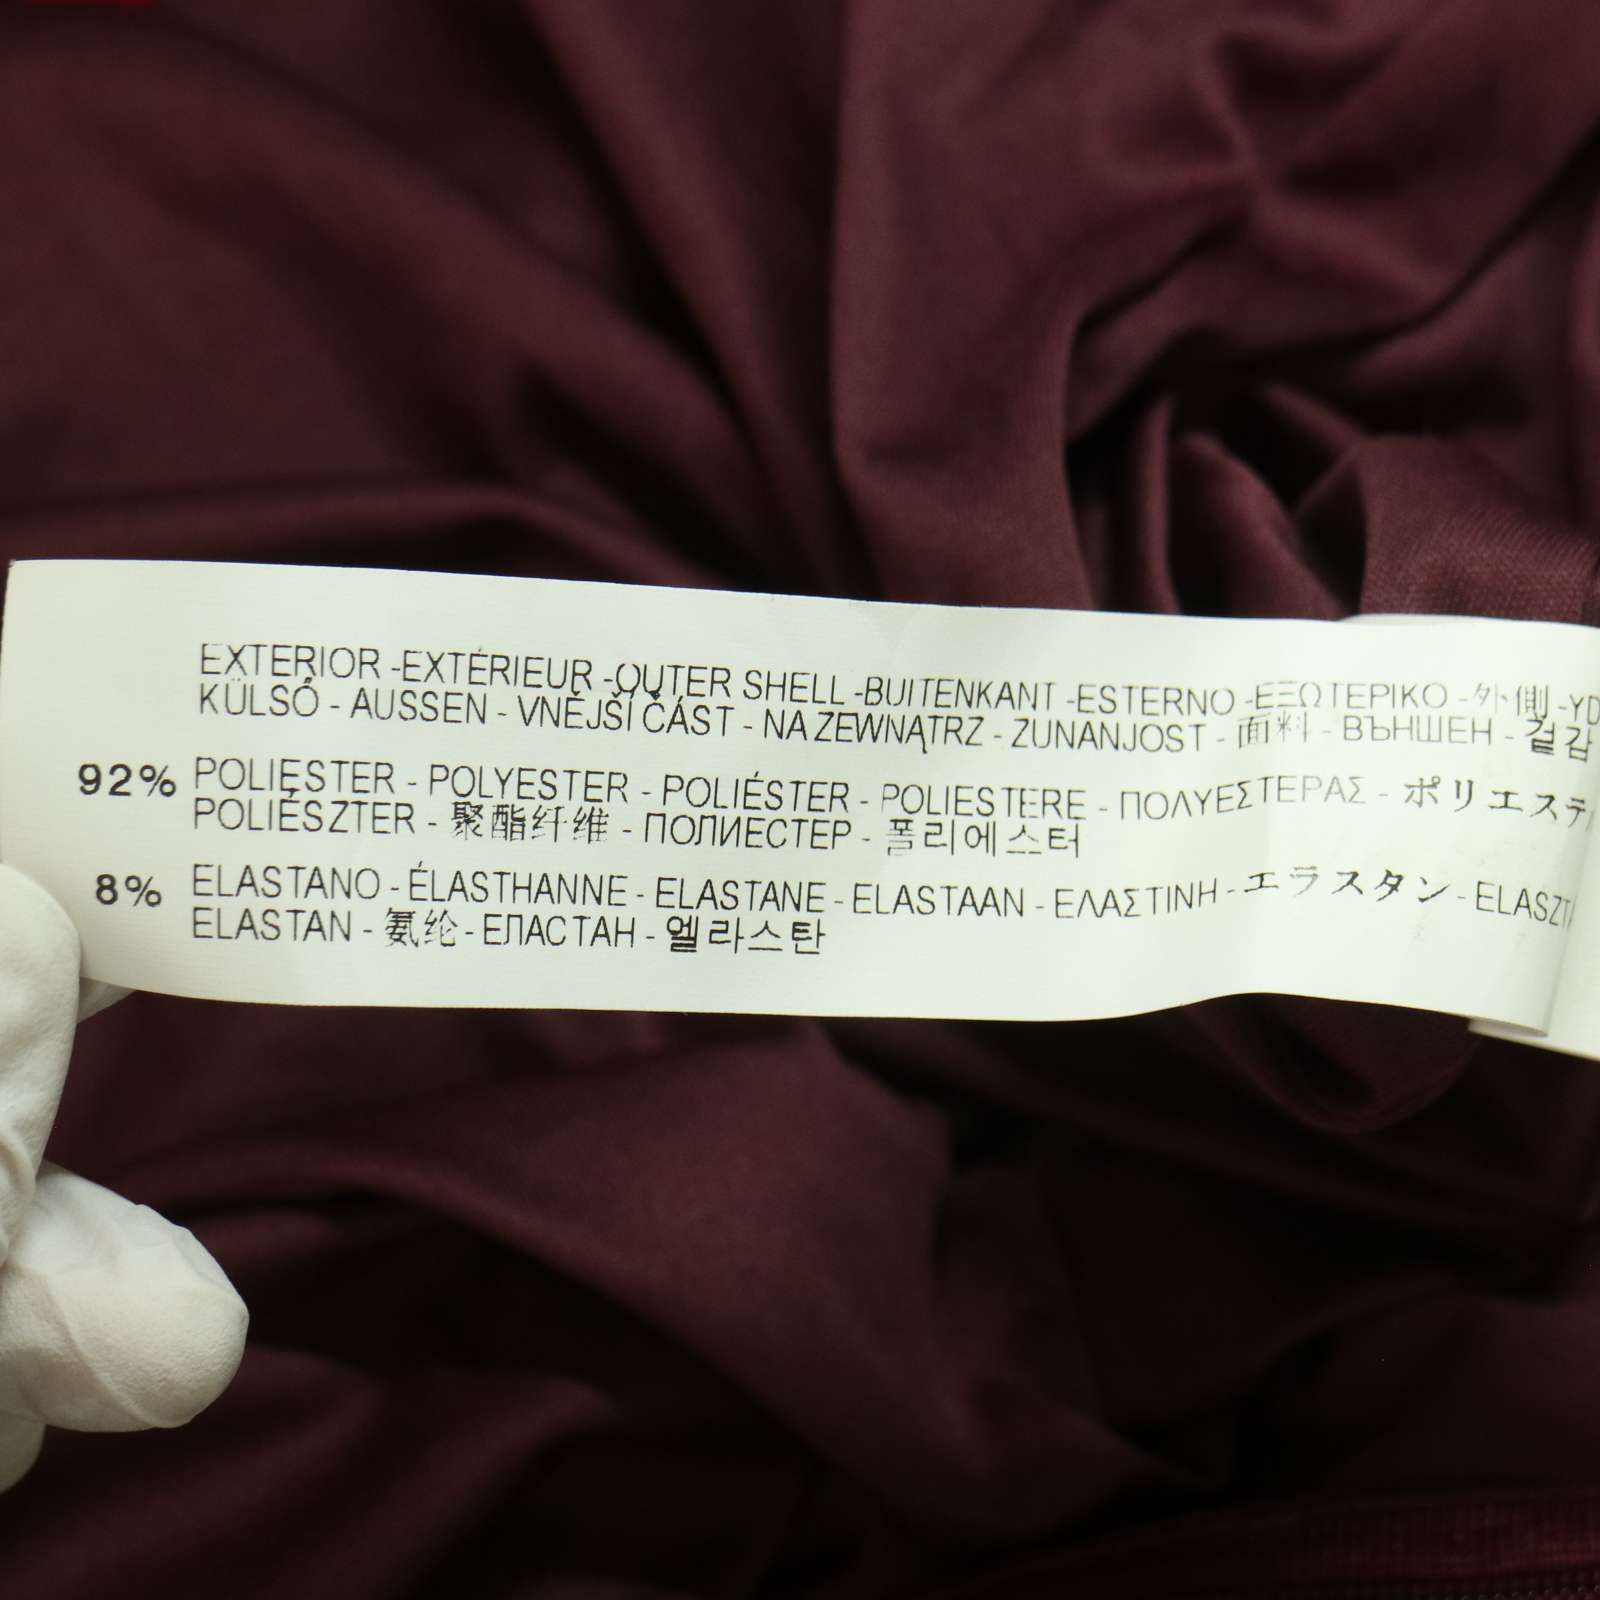 EXTERIOR -EXTÉRIEUR -OUTER SHELL -BUITENKANT -ESTERNO -ΕΞΩΤΕΡΙΚΟ -外側 -YD
KÜLSŐ - AUSSEN - VNĚJŠÍ ČÁST - NA ZEWNĄTRZ - ZUNANJOST - 面料 - ВЪНШЕН - 겉감
92% POLIESTER - POLYESTER - POLIÉSTER - POLIESTERE - ΠΟΛΥΕΣΤΕΡΑΣ - ポリエステ
POLIÉSZTER - 聚酯纤维 - ПОЛИЕСТЕР - 폴리에스터
8% ELASTANO - ÉLASTHANNE - ELASTANE - ELASTAAN - ΕΛΑΣΤΙΝΗ - エラスタン - ELASZT
ELASTAN - 氨纶 - ЕЛАСТАН - 엘라스탄